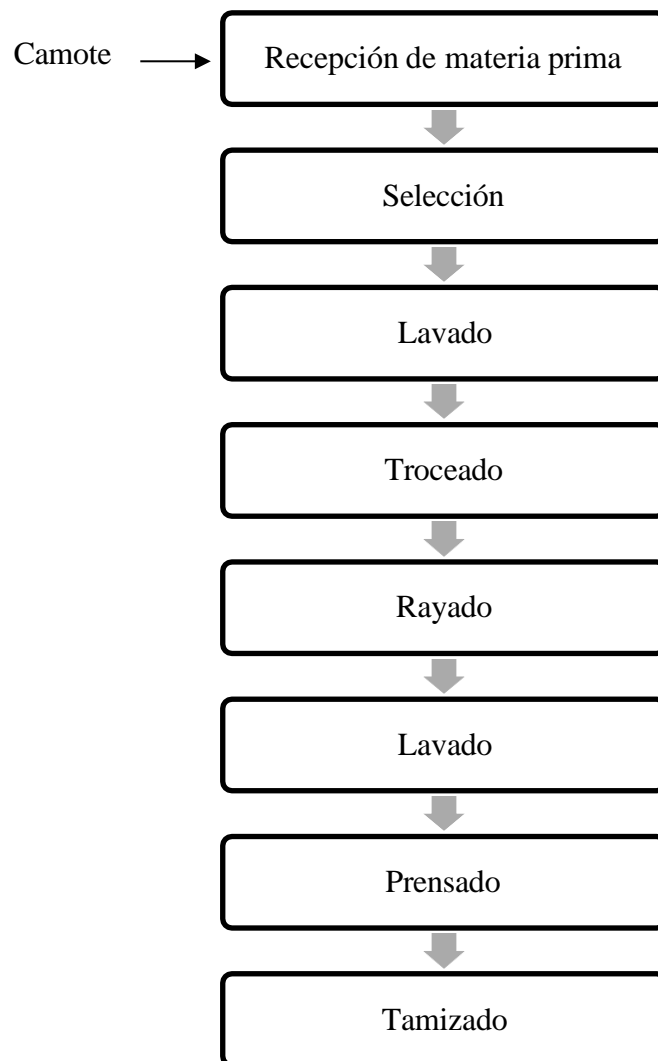 Camote
Recepción de materia prima
Selección
Lavado
Troceado
Rayado
Lavado
Prensado
Tamizado